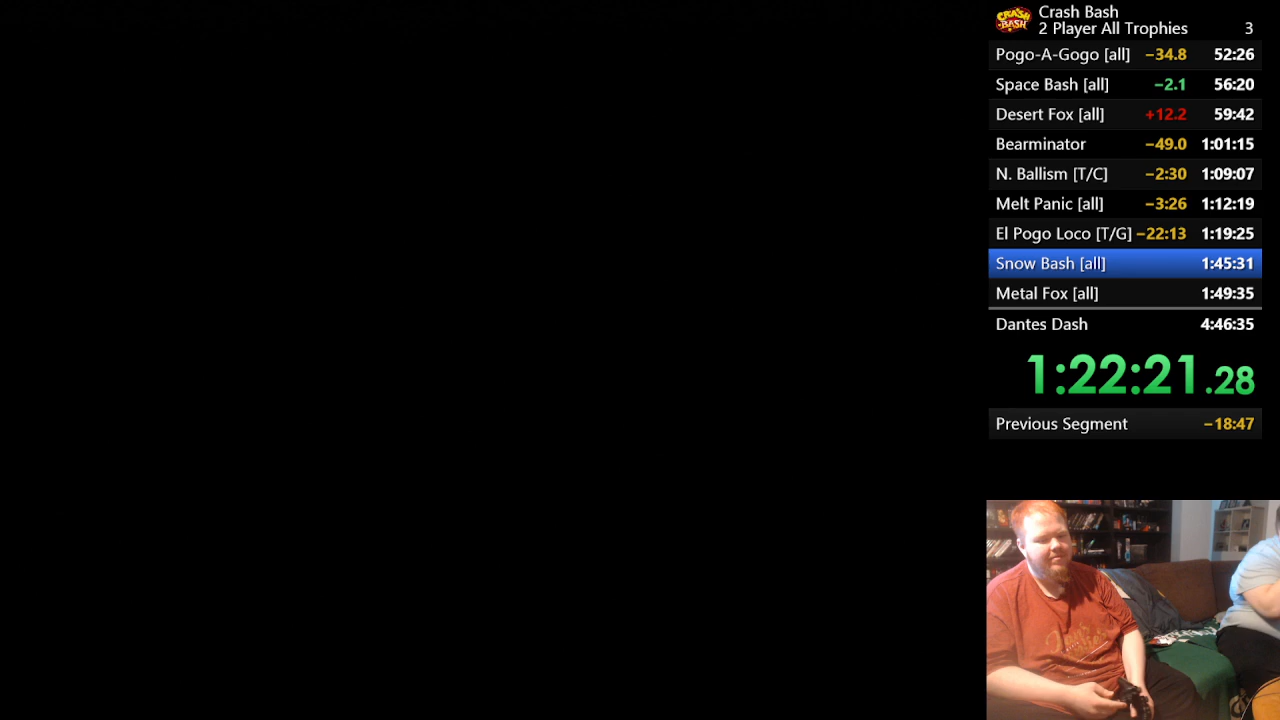 CRASH BASH
Crash Bash
2 Player All Trophies 3
Pogo-A-Gogo [all] −34.8 52:26
Space Bash [all] −2.1 56:20
Desert Fox [all] +12.2 59:42
Bearminator −49.0 1:01:15
N. Ballism [T/C] −2:30 1:09:07
Melt Panic [all] −3:26 1:12:19
El Pogo Loco [T/G] −22:13 1:19:25
Snow Bash [all] 1:45:31
Metal Fox [all] 1:49:35
Dantes Dash 4:46:35
1:22:21.28
Previous Segment −18:47